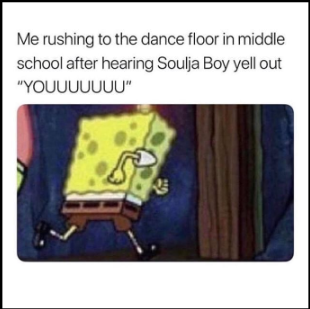 Me rushing to the dance floor in middle
school after hearing Soulja Boy yell out
"YOUUUUUUU"